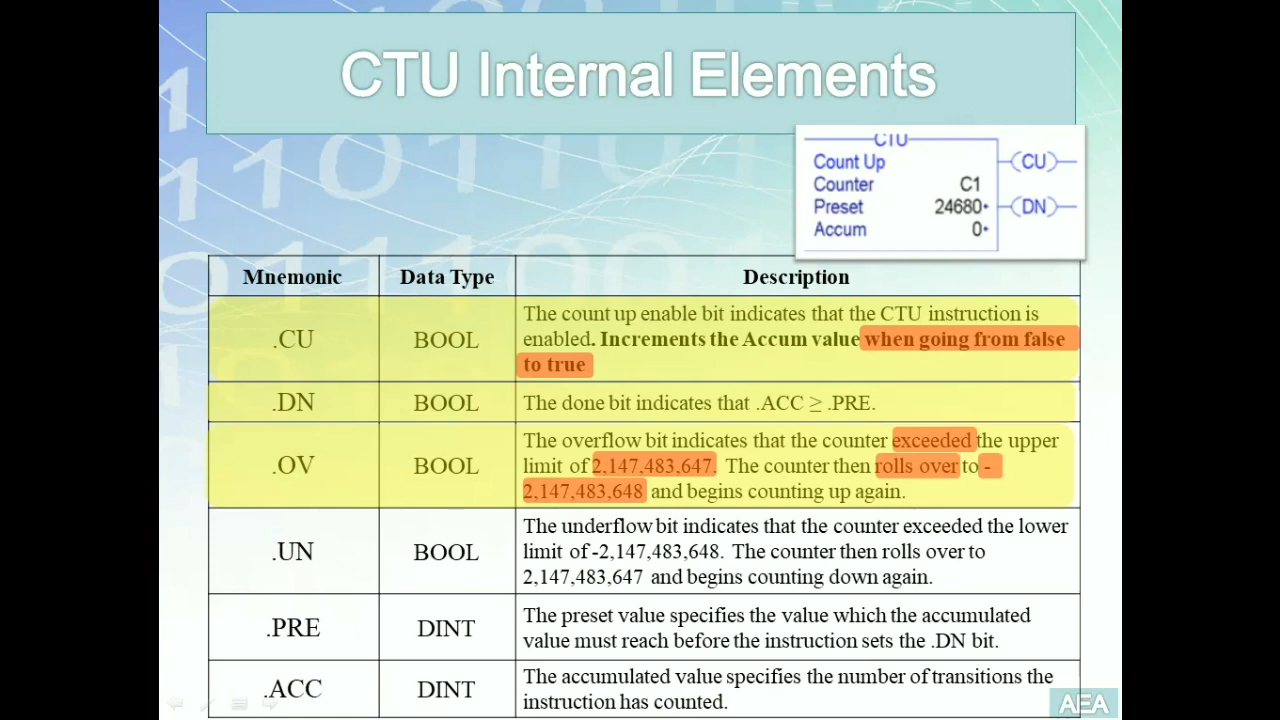 CTU Internal Elements
CTU
Count Up
(CU)
Counter C1
Preset 24680
(DN)
Accum 0
Mnemonic Data Type Description
.CU BOOL
The count up enable bit indicates that the CTU instruction is
enabled. Increments the Accum value when going from false
to true
.DN BOOL The done bit indicates that .ACC ≥ .PRE.
.OV BOOL
The overflow bit indicates that the counter exceeded the upper
limit of 2,147,483,647. The counter then rolls over to -
2,147,483,648 and begins counting up again.
.UN BOOL
The underflow bit indicates that the counter exceeded the lower
limit of -2,147,483,648. The counter then rolls over to
2,147,483,647 and begins counting down again.
.PRE DINT
The preset value specifies the value which the accumulated
value must reach before the instruction sets the .DN bit.
.ACC DINT
The accumulated value specifies the number of transitions the
instruction has counted.
AEA